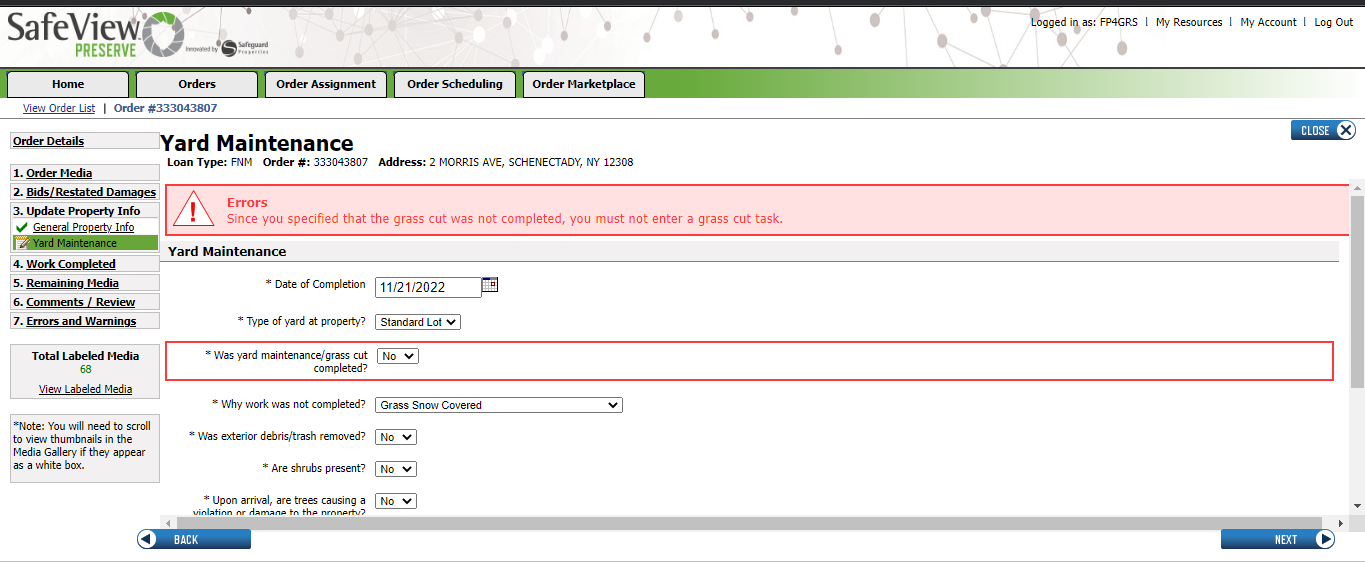 SafeView
PRESERVE
Innovated by Safeguard Properties
Logged in as: FP4GRS | My Resources | My Account | Log Out
Home
Orders
Order Assignment
Order Scheduling
Order Marketplace
View Order List | Order #333043807
CLOSE
Order Details
1. Order Media
2. Bids/Restated Damages
3. Update Property Info
General Property Info
Yard Maintenance
4. Work Completed
5. Remaining Media
6. Comments / Review
7. Errors and Warnings
Total Labeled Media
68
View Labeled Media
*Note: You will need to scroll
to view thumbnails in the
Media Gallery if they appear
as a white box.
Yard Maintenance
Loan Type: FNM Order #: 333043807 Address: 2 MORRIS AVE, SCHENECTADY, NY 12308
Errors
Since you specified that the grass cut was not completed, you must not enter a grass cut task.
Yard Maintenance
* Date of Completion 11/21/2022
* Type of yard at property? Standard Lot
* Was yard maintenance/grass cut No
completed?
* Why work was not completed? Grass Snow Covered
* Was exterior debris/trash removed? No
* Are shrubs present? No
* Upon arrival, are trees causing a No
violation or damage to the property?
BACK
NEXT